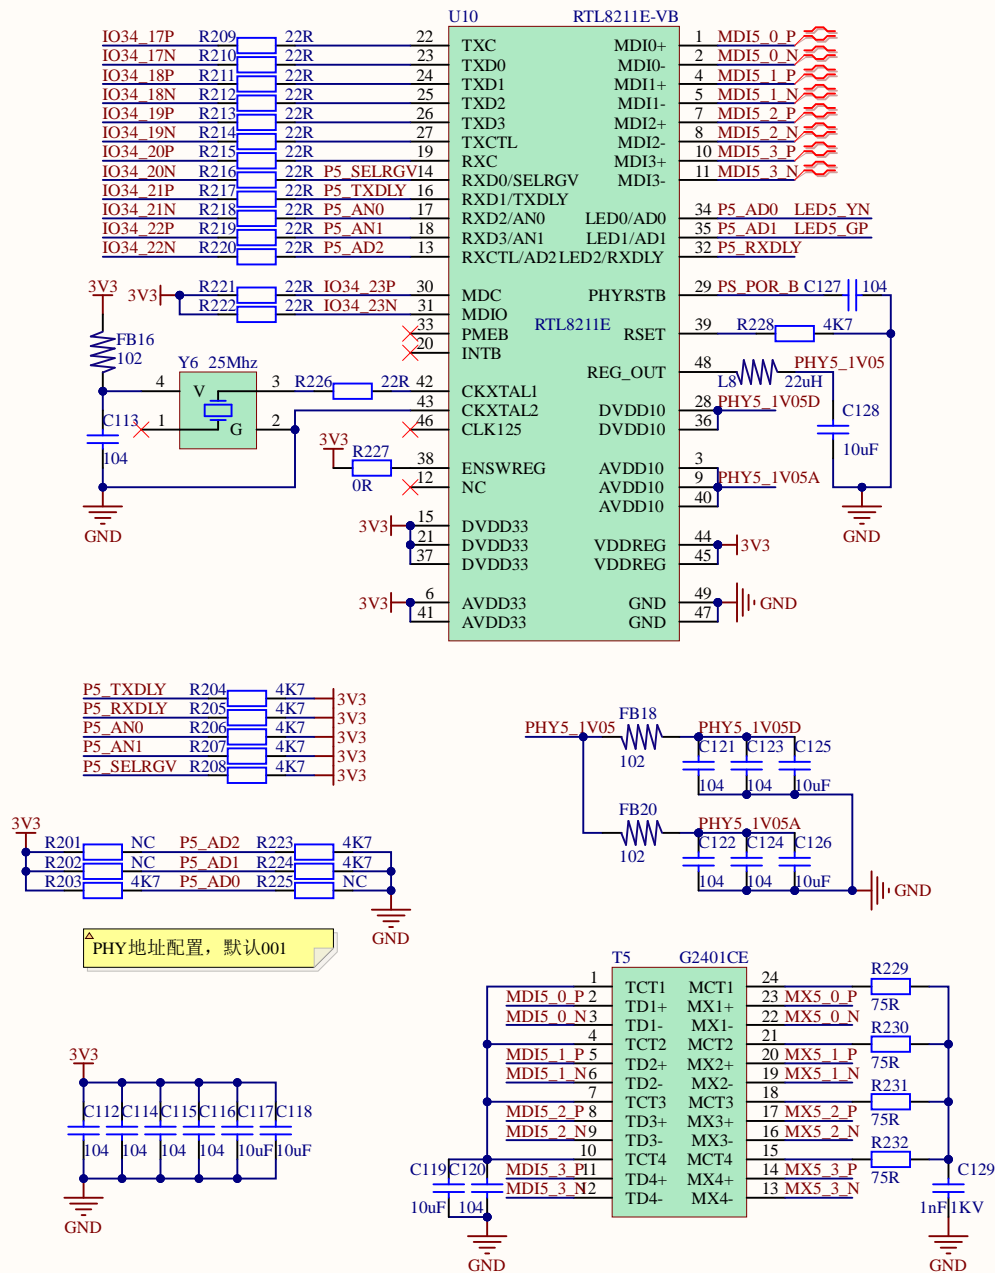 U10 RTL8211E-VB
IO34_17P R209 22R 22 TXC MDI0+ 1 MDI5_0_P
IO34_17N R210 22R 23 TXD0 MDI0- 2 MDI5_0_N
IO34_18P R211 22R 24 TXD1 MDI1+ 4 MDI5_1_P
IO34_18N R212 22R 25 TXD2 MDI1- 5 MDI5_1_N
IO34_19P R213 22R 26 TXD3 MDI2+ 7 MDI5_2_P
IO34_19N R214 22R 27 TXCTL MDI2- 8 MDI5_2_N
IO34_20P R215 22R 19 RXC MDI3+ 10 MDI5_3_P
IO34_20N R216 22R P5_SELRGV 14 RXD0/SELRGV MDI3- 11 MDI5_3_N
IO34_21P R217 22R P5_TXDLY 16 RXD1/TXDLY
IO34_21N R218 22R P5_AN0 17 RXD2/AN0 LED0/AD0 34 P5_AD0 LED5_YN
IO34_22P R219 22R P5_AN1 18 RXD3/AN1 LED1/AD1 35 P5_AD1 LED5_GP
IO34_22N R220 22R P5_AD2 13 RXCTL/AD2 LED2/RXDLY 32 P5_RXDLY
3V3 3V3 R221 22R IO34_23P 30 MDC PHYRSTB 29 PS_POR_B C127 104
R222 22R IO34_23N 31 MDIO
33 PMEB RTL8211E RSET 39 R228 4K7
FB16 102
20 INTB
Y6 25Mhz REG_OUT 48 L8 22uH PHY5_1V05
4 V 3 R226 22R 42 CKXTAL1
43 CKXTAL2 DVDD10 28 PHY5_1V05D
C113 104 1 G 2 46 CLK125 DVDD10 36 C128 10uF
3V3 R227 0R 38 ENSWREG AVDD10 3
12 NC AVDD10 9 PHY5_1V05A
AVDD10 40
GND GND
3V3 15 DVDD33
21 DVDD33 VDDREG 44 3V3
37 DVDD33 VDDREG 45
3V3 6 AVDD33 GND 49 GND
41 AVDD33 GND 47
P5_TXDLY R204 4K7 3V3
P5_RXDLY R205 4K7 3V3
P5_AN0 R206 4K7 3V3
P5_AN1 R207 4K7 3V3
P5_SELRGV R208 4K7 3V3
PHY5_1V05 FB18 102 PHY5_1V05D
C121 C123 C125
104 104 10uF
FB20 102 PHY5_1V05A
C122 C124 C126
104 104 10uF
GND
3V3
R201 NC P5_AD2 R223 4K7
R202 NC P5_AD1 R224 4K7
R203 4K7 P5_AD0 R225 NC
GND
PHY地址配置，默认001
T5 G2401CE
1 TCT1 MCT1 24 R229 75R
MDI5_0_P 2 TD1+ MX1+ 23 MX5_0_P
MDI5_0_N 3 TD1- MX1- 22 MX5_0_N
4 TCT2 MCT2 21 R230 75R
MDI5_1_P 5 TD2+ MX2+ 20 MX5_1_P
MDI5_1_N 6 TD2- MX2- 19 MX5_1_N
7 TCT3 MCT3 18 R231 75R
MDI5_2_P 8 TD3+ MX3+ 17 MX5_2_P
MDI5_2_N 9 TD3- MX3- 16 MX5_2_N
10 TCT4 MCT4 15 R232 75R
MDI5_3_P 11 TD4+ MX4+ 14 MX5_3_P
MDI5_3_N 12 TD4- MX4- 13 MX5_3_N
C119 C120 C129
10uF 104 1nF 1KV
GND GND
3V3
C112 C114 C115 C116 C117 C118
104 104 104 104 10uF 10uF
GND